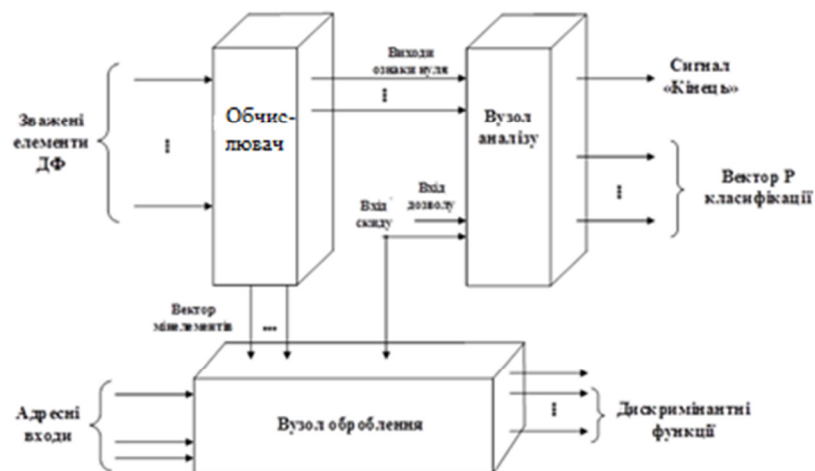 Зважені
елементи
ДФ
Обчис-
лювач
Виходи
ознаки нуля
Вузол
аналізу
Сигнал
«Кінець»
Вектор Р
класифікації
Вхід
дозволу
Вхід
скиду
Вектор
мінелементів
...
Адресні
входи
Вузол оброблення
Дискримінантні
функції